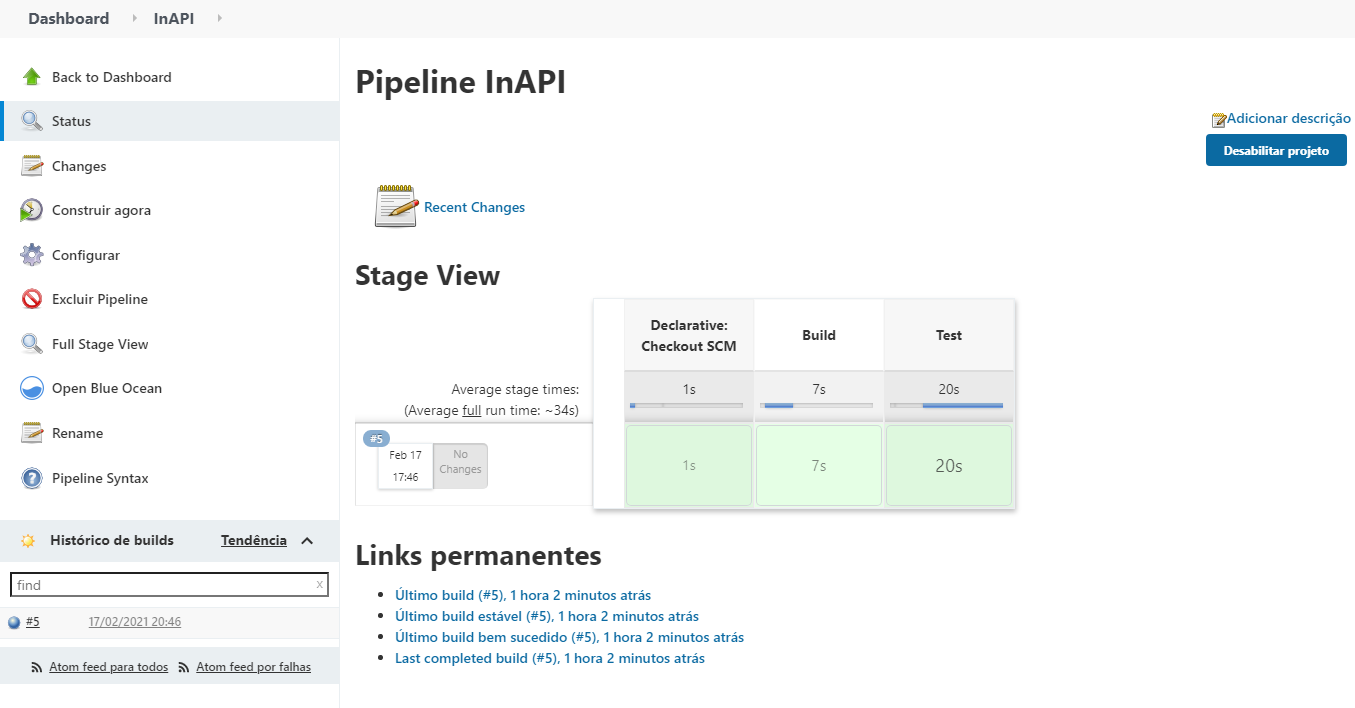 Dashboard InAPI
Back to Dashboard
Status
Changes
Construir agora
Configurar
Excluir Pipeline
Full Stage View
Open Blue Ocean
Rename
Pipeline Syntax
Histórico de builds Tendência
find x
#5 17/02/2021 20:46
Atom feed para todos Atom feed por falhas
Pipeline InAPI
Adicionar descrição
Desabilitar projeto
Recent Changes
Stage View
Declarative:
Checkout SCM
Build
Test
Average stage times:
(Average full run time: ~34s)
1s 7s 20s
#5
Feb 17
17:46
No
Changes
1s 7s 20s
Links permanentes
Último build (#5), 1 hora 2 minutos atrás
Último build estável (#5), 1 hora 2 minutos atrás
Último build bem sucedido (#5), 1 hora 2 minutos atrás
Last completed build (#5), 1 hora 2 minutos atrás